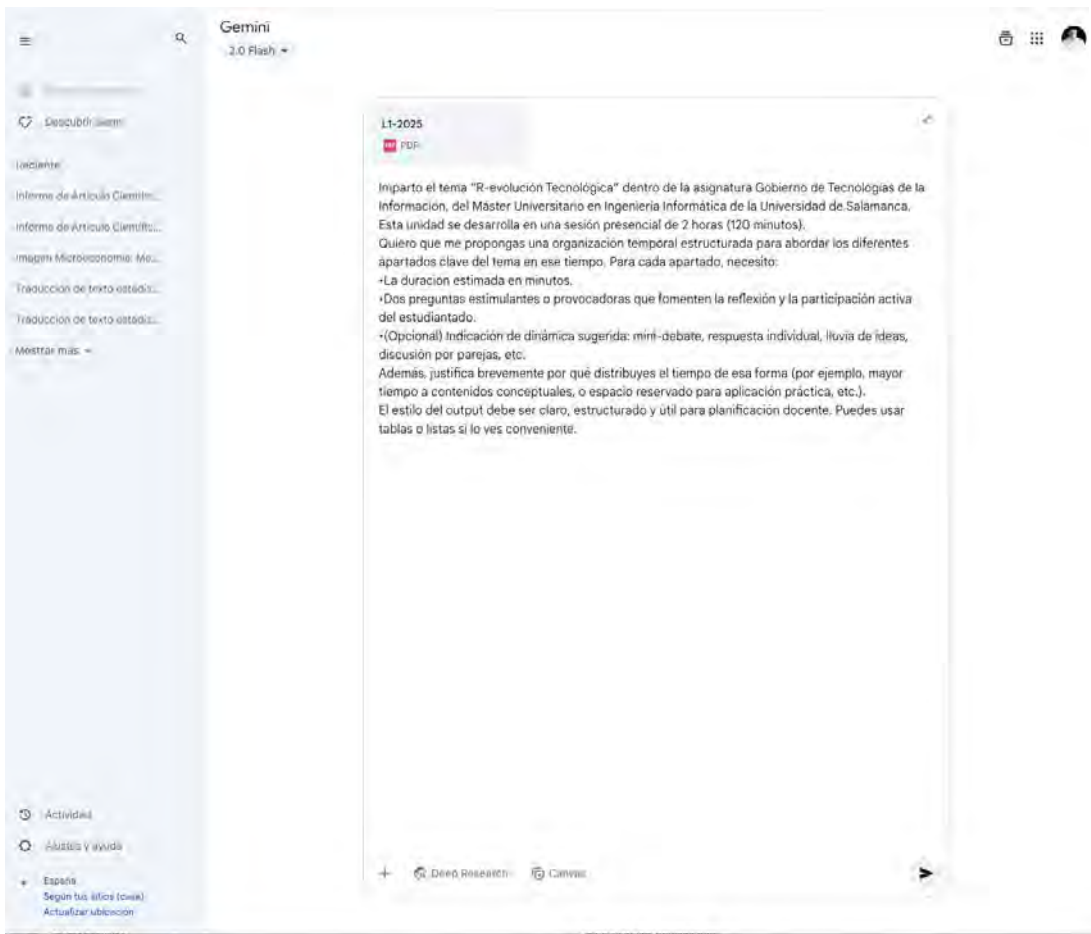 Gemini
2.0 Flash
Descubrir Gems
Reciente
Informe de Artículo Científic...
Informe de Artículo Científic...
Imagen Microeconomía: Mo...
Traducción de texto estadís...
Traducción de texto estadís...
Mostrar más
L1-2025
PDF
Imparto el tema "R-evolución Tecnológica" dentro de la asignatura Gobierno de Tecnologías de la
Información, del Máster Universitario en Ingeniería Informática de la Universidad de Salamanca.
Esta unidad se desarrolla en una sesión presencial de 2 horas (120 minutos).
Quiero que me propongas una organización temporal estructurada para abordar los diferentes
apartados clave del tema en ese tiempo. Para cada apartado, necesito:
•La duración estimada en minutos.
•Dos preguntas estimulantes o provocadoras que fomenten la reflexión y la participación activa
del estudiantado.
•(Opcional) Indicación de dinámica sugerida: mini-debate, respuesta individual, lluvia de ideas,
discusión por parejas, etc.
Además, justifica brevemente por qué distribuyes el tiempo de esa forma (por ejemplo, mayor
tiempo a contenidos conceptuales, o espacio reservado para aplicación práctica, etc.).
El estilo del output debe ser claro, estructurado y útil para planificación docente. Puedes usar
tablas o listas si lo ves conveniente.
Actividad
Ajustes y ayuda
España
Según tus sitios (casa)
Actualizar ubicación
Deep Research
Canvas